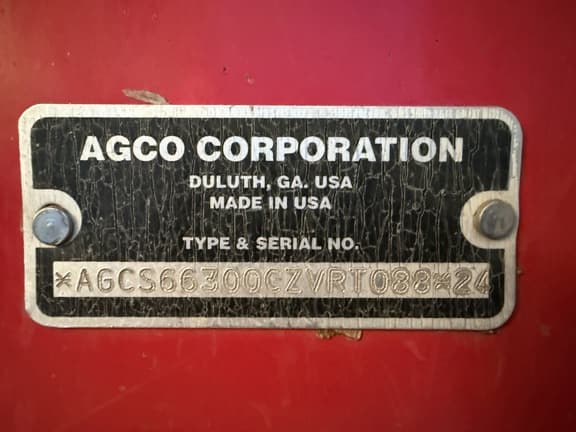 AGCO CORPORATION
DULUTH, GA. USA
MADE IN USA
TYPE & SERIAL NO.
*AGCS66300CZVRT088*24